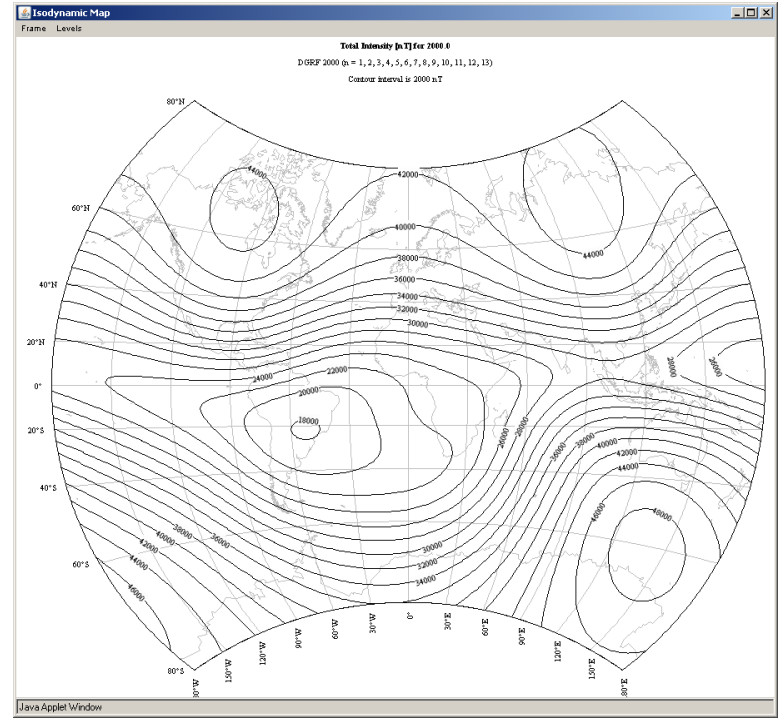 Isodynamic Map
Frame Levels
Total Intensity [nT] for 2000.0
DGRF 2000 (n = 1, 2, 3, 4, 5, 6, 7, 8, 9, 10, 11, 12, 13)
Contour interval is 2000 nT
80°N
44000
42000
60°N
40000
44000
38000
40°N
36000
34000
32000
30000
20°N
28000
26000
22000
24000
0°
20000
18000
20°S
26000
28000
36000
38000
40000
42000
44000
40°S
46000
48000
38000
36000
40000
42000
30000
44000
32000
60°S
34000
46000
80°S
150°W
120°W
90°W
60°W
30°W
0°
30°E
60°E
90°E
120°E
150°E
Java Applet Window